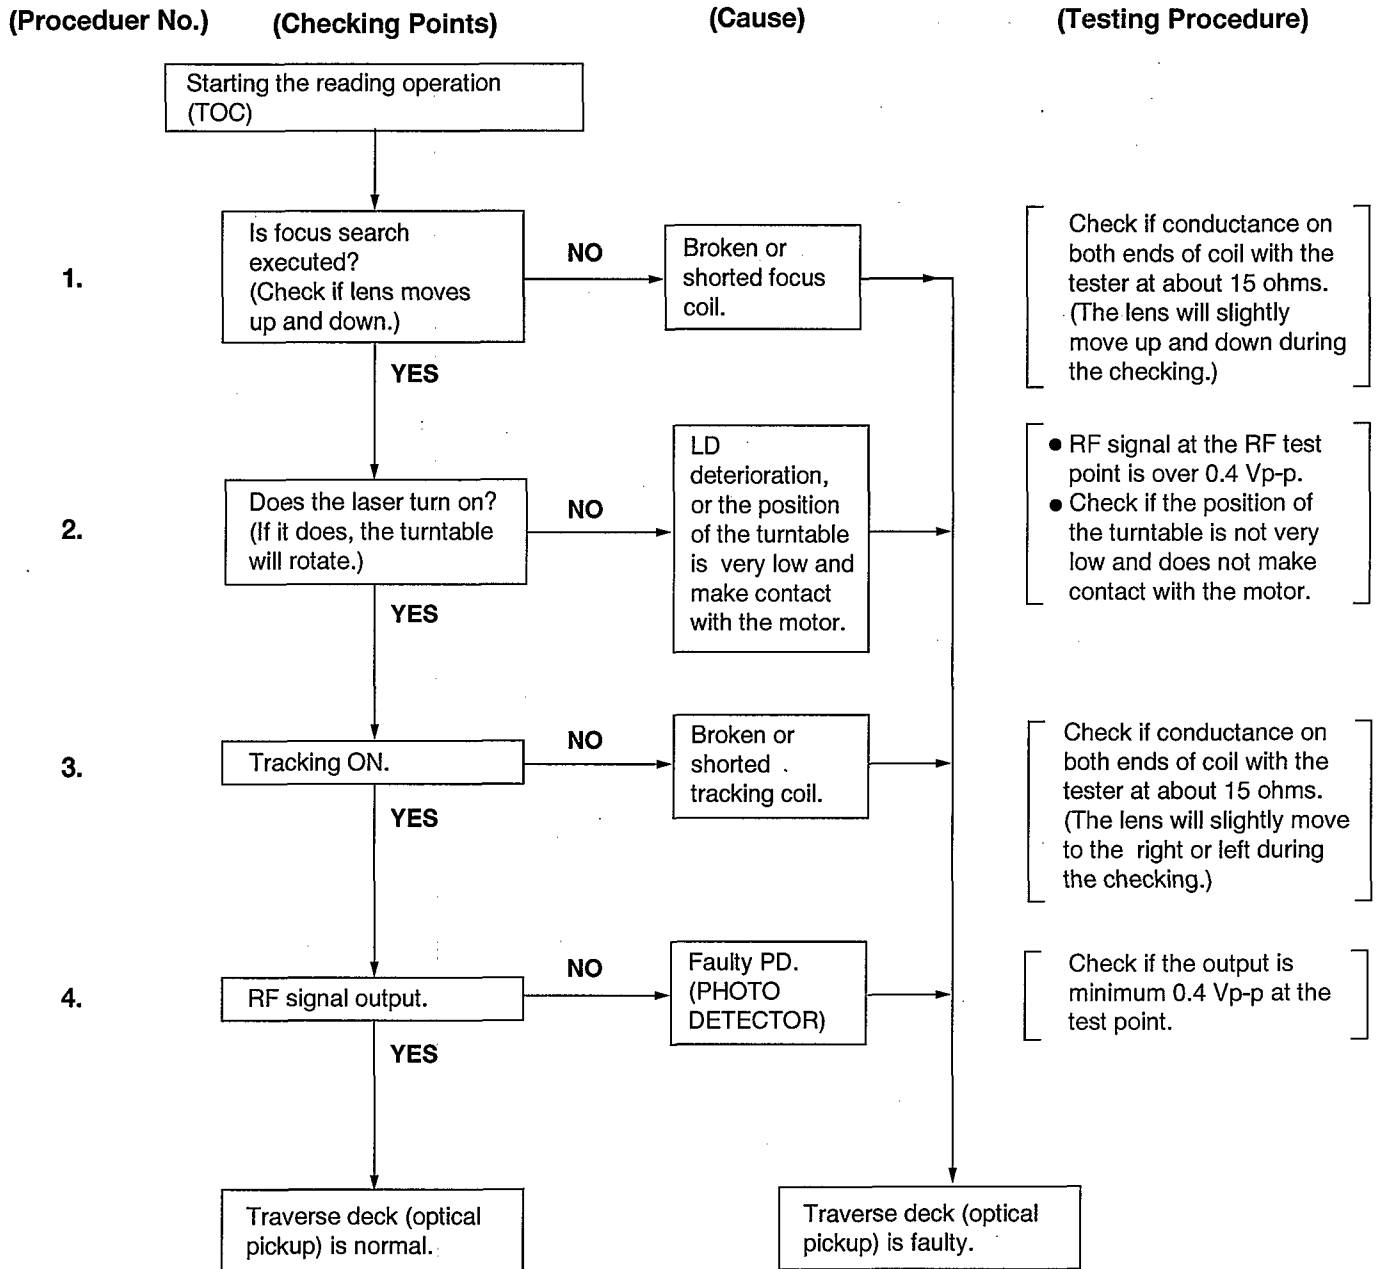 (Proceduer No.) (Checking Points) (Cause) (Testing Procedure)
Starting the reading operation
(TOC)
1.
Is focus search
executed?
(Check if lens moves
up and down.)
NO
Broken or
shorted focus
coil.
Check if conductance on
both ends of coil with the
tester at about 15 ohms.
(The lens will slightly
move up and down during
the checking.)
YES
2.
Does the laser turn on?
(If it does, the turntable
will rotate.)
NO
LD
deterioration,
or the position
of the turntable
is very low and
make contact
with the motor.
● RF signal at the RF test
point is over 0.4 Vp-p.
● Check if the position of
the turntable is not very
low and does not make
contact with the motor.
YES
3.
Tracking ON.
NO
Broken or
shorted
tracking coil.
Check if conductance on
both ends of coil with the
tester at about 15 ohms.
(The lens will slightly move
to the right or left during
the checking.)
YES
4.
RF signal output.
NO
Faulty PD.
(PHOTO
DETECTOR)
Check if the output is
minimum 0.4 Vp-p at the
test point.
YES
Traverse deck (optical
pickup) is normal.
Traverse deck (optical
pickup) is faulty.